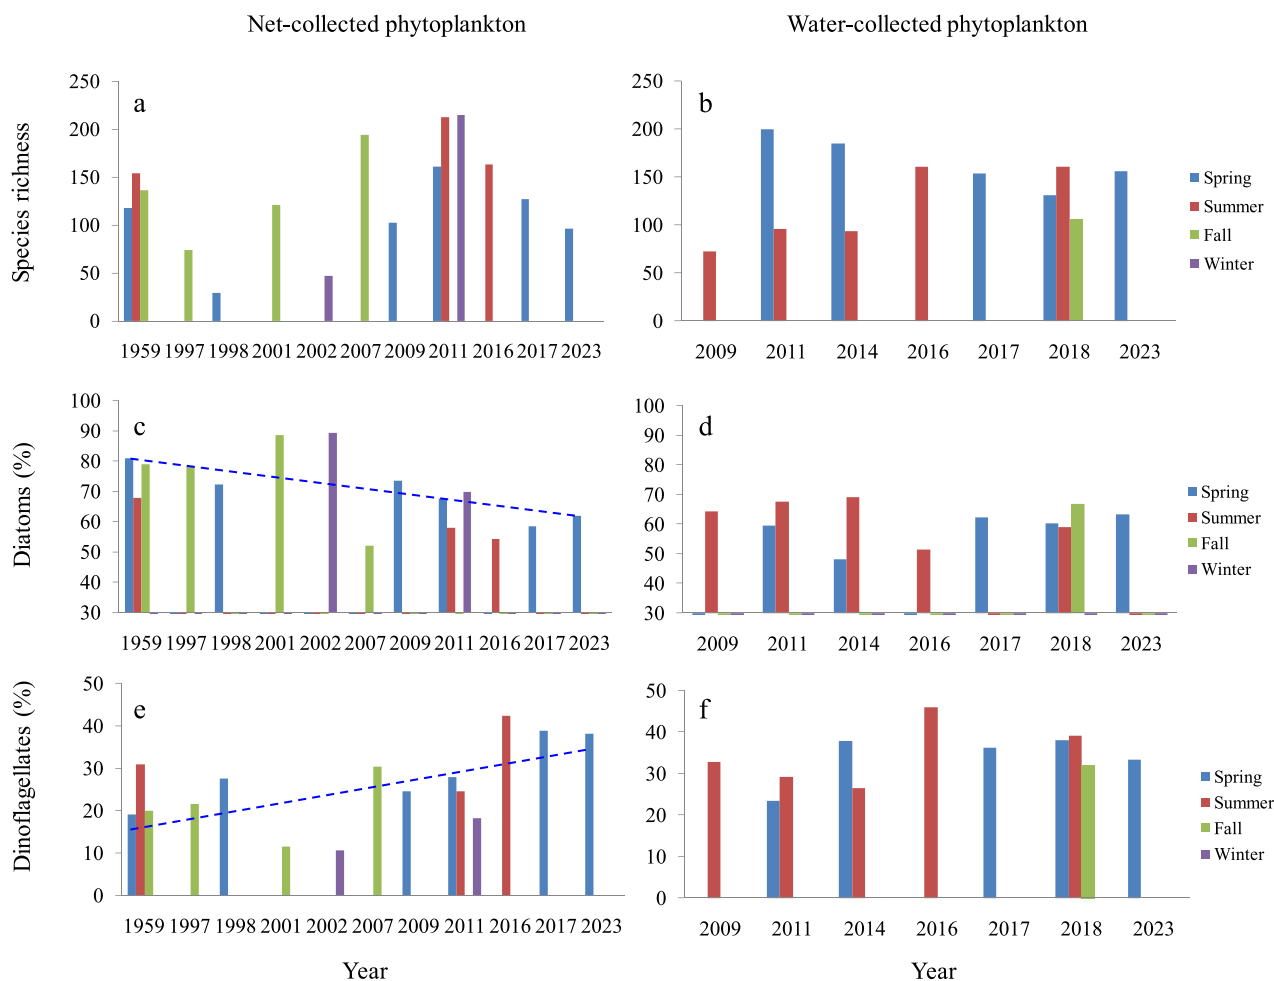 Net-collected phytoplankton
Water-collected phytoplankton
Species richness
a
250
200
150
100
50
0
1959 1997 1998 2001 2002 2007 2009 2011 2016 2017 2023
b
250
200
150
100
50
0
2009 2011 2014 2016 2017 2018 2023
Spring
Summer
Fall
Winter
Diatoms (%)
c
100
90
80
70
60
50
40
30
1959 1997 1998 2001 2002 2007 2009 2011 2016 2017 2023
d
100
90
80
70
60
50
40
30
2009 2011 2014 2016 2017 2018 2023
Spring
Summer
Fall
Winter
Dinoflagellates (%)
e
50
40
30
20
10
0
1959 1997 1998 2001 2002 2007 2009 2011 2016 2017 2023
Year
f
50
40
30
20
10
0
2009 2011 2014 2016 2017 2018 2023
Year
Spring
Summer
Fall
Winter